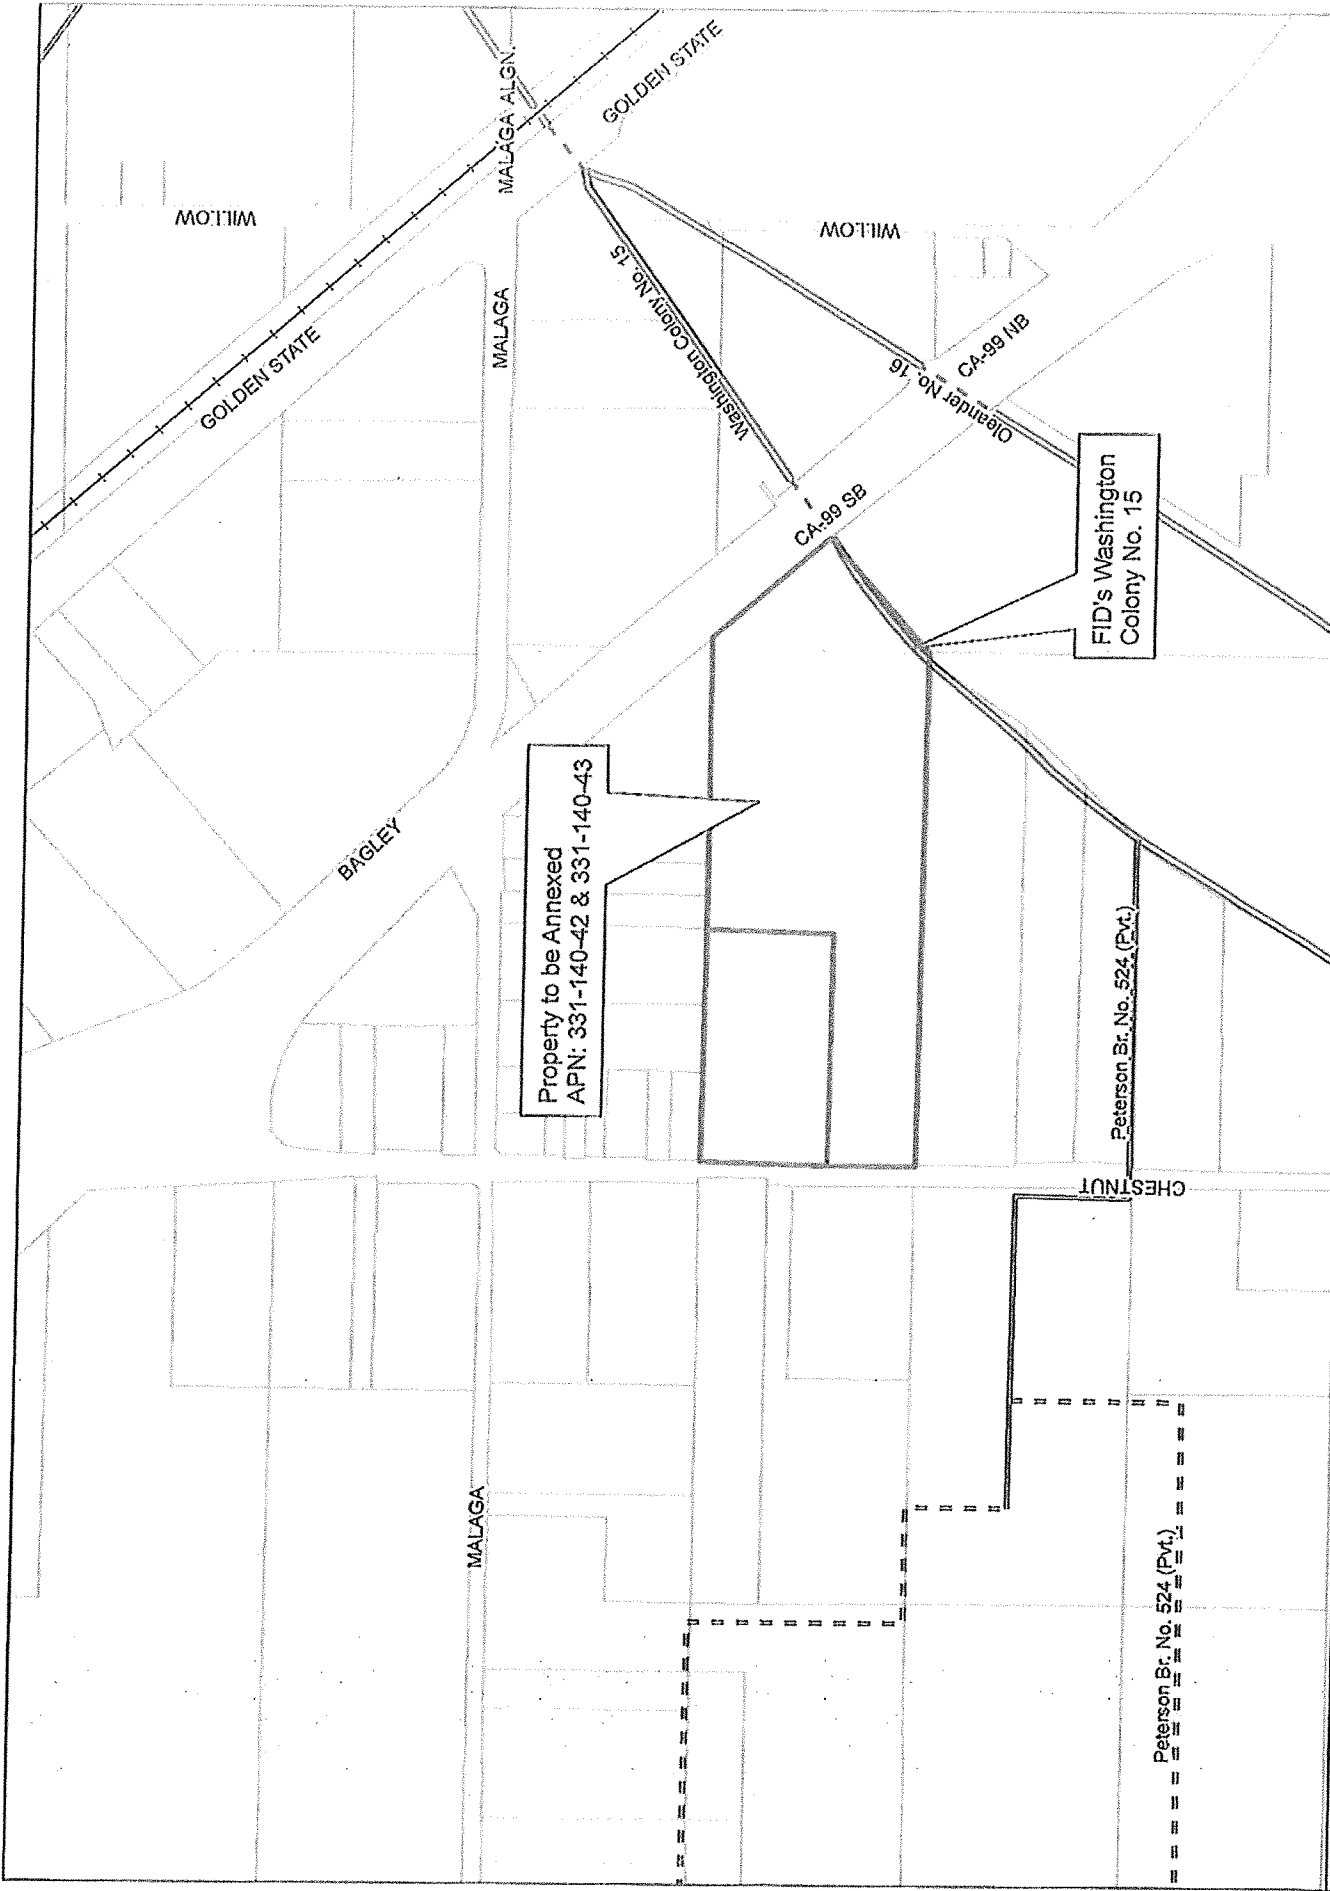 WILLOW
MALAGA ALGN.
GOLDEN STATE
GOLDEN STATE
MALAGA
Washington Colony No. 15
WILLOW
Oleander No. 16
CA-99 NB
CA-99 SB
FID's Washington
Colony No. 15
BAGLEY
Property to be Annexed
APN: 331-140-42 & 331-140-43
Peterson Br. No. 524 (Pvt.)
CHESTNUT
MALAGA
Peterson Br. No. 524 (Pvt.)